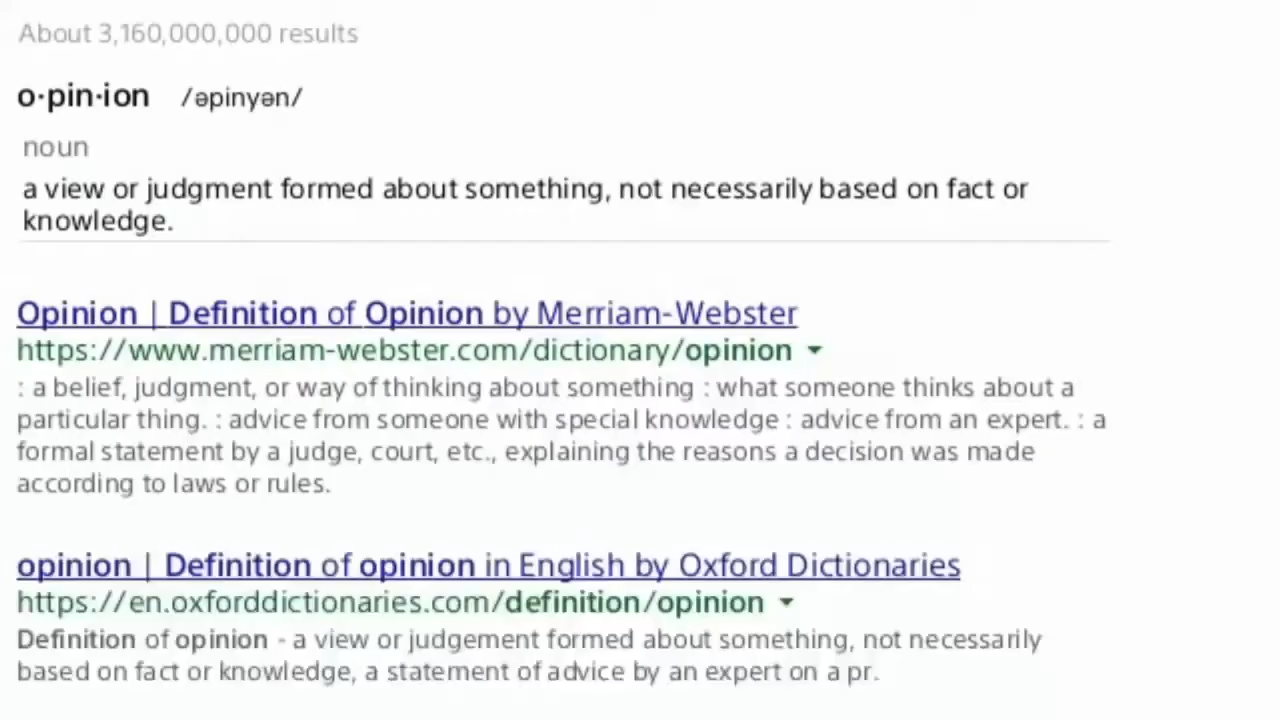 About 3,160,000,000 results
o·pin·ion /əpinyən/
noun
a view or judgment formed about something, not necessarily based on fact or
knowledge.
Opinion | Definition of Opinion by Merriam-Webster
https://www.merriam-webster.com/dictionary/opinion
: a belief, judgment, or way of thinking about something : what someone thinks about a
particular thing. : advice from someone with special knowledge : advice from an expert. : a
formal statement by a judge, court, etc., explaining the reasons a decision was made
according to laws or rules.
opinion | Definition of opinion in English by Oxford Dictionaries
https://en.oxforddictionaries.com/definition/opinion
Definition of opinion - a view or judgement formed about something, not necessarily
based on fact or knowledge, a statement of advice by an expert on a pr.